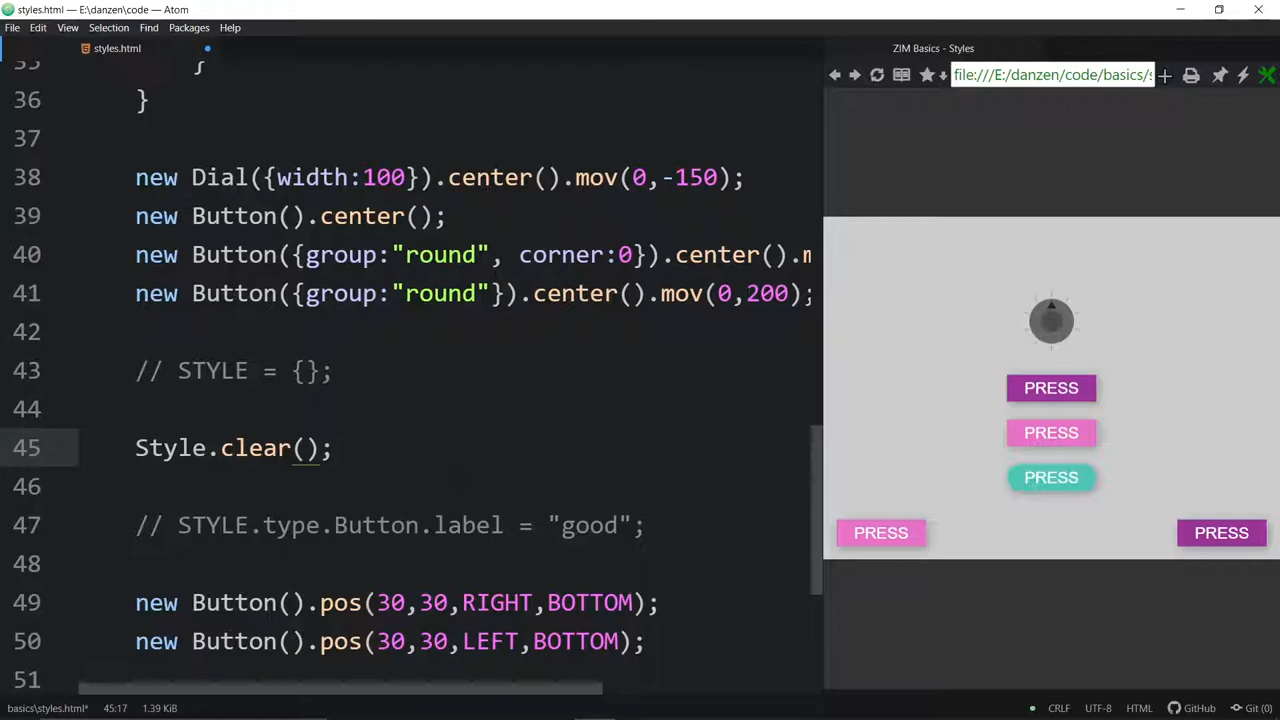 styles.html — E:\danzen\code — Atom
File Edit View Selection Find Packages Help
styles.html
ZIM Basics - Styles
file:///E:/danzen/code/basics/s
35 }
36 }
37
38 new Dial({width:100}).center().mov(0,-150);
39 new Button().center();
40 new Button({group:"round", corner:0}).center().m
41 new Button({group:"round"}).center().mov(0,200);
42
43 // STYLE = {};
44
45 Style.clear();
46
47 // STYLE.type.Button.label = "good";
48
49 new Button().pos(30,30,RIGHT,BOTTOM);
50 new Button().pos(30,30,LEFT,BOTTOM);
51
PRESS
PRESS
PRESS
PRESS PRESS
basics\styles.html* 45:17 1.39 KiB
CRLF UTF-8 HTML GitHub Git (0)